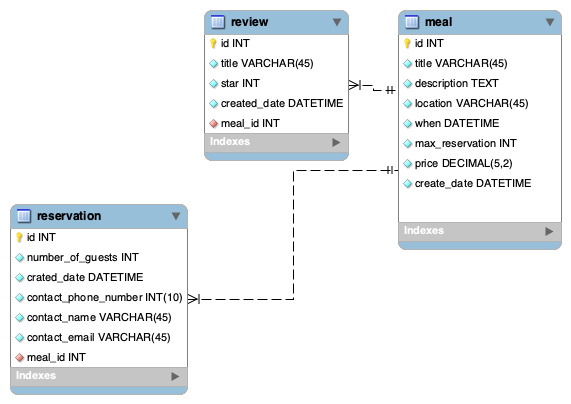 review
id INT
title VARCHAR(45)
star INT
created_date DATETIME
meal_id INT
Indexes
meal
id INT
title VARCHAR(45)
description TEXT
location VARCHAR(45)
when DATETIME
max_reservation INT
price DECIMAL(5,2)
create_date DATETIME
Indexes
reservation
id INT
number_of_guests INT
crated_date DATETIME
contact_phone_number INT(10)
contact_name VARCHAR(45)
contact_email VARCHAR(45)
meal_id INT
Indexes